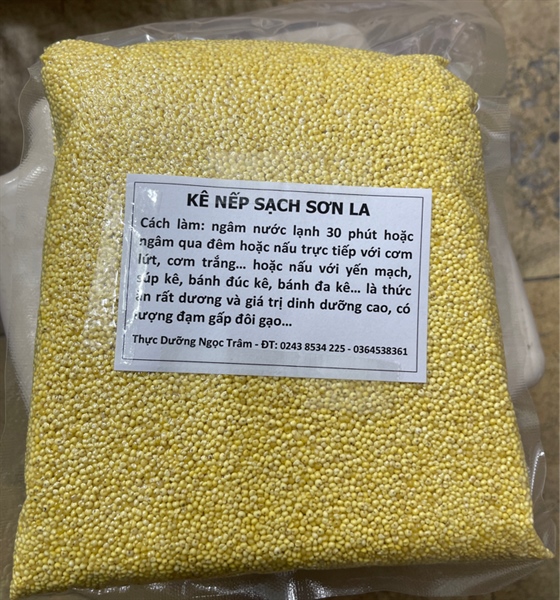 KÊ NẾP SẠCH SƠN LA
Cách làm: ngâm nước lạnh 30 phút hoặc
ngâm qua đêm hoặc nấu trực tiếp với cơm
lứt, cơm trắng... hoặc nấu với yến mạch,
súp kê, bánh đúc kê, bánh đa kê... là thức
ăn rất dương và giá trị dinh dưỡng cao, có
lượng đạm gấp đôi gạo...
Thực Dưỡng Ngọc Trâm - ĐT: 0243 8534 225 - 0364538361